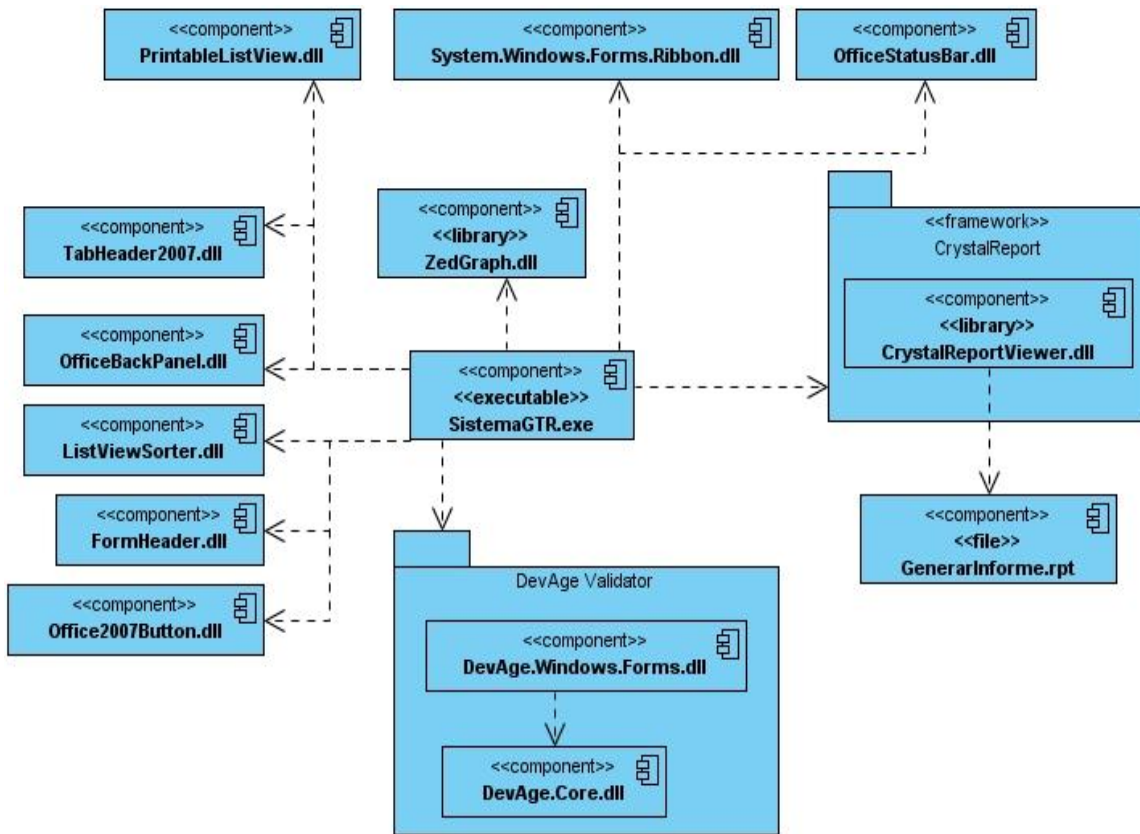 <<component>>
PrintableListView.dll
<<component>>
System.Windows.Forms.Ribbon.dll
<<component>>
OfficeStatusBar.dll
<<component>>
TabHeader2007.dll
<<component>>
<<library>>
ZedGraph.dll
<<framework>>
CrystalReport
<<component>>
<<library>>
CrystalReportViewer.dll
<<component>>
OfficeBackPanel.dll
<<component>>
<<executable>>
SistemaGTR.exe
<<component>>
ListViewSorter.dll
<<component>>
FormHeader.dll
<<component>>
<<file>>
GenerarInforme.rpt
<<component>>
Office2007Button.dll
DevAge Validator
<<component>>
DevAge.Windows.Forms.dll
<<component>>
DevAge.Core.dll